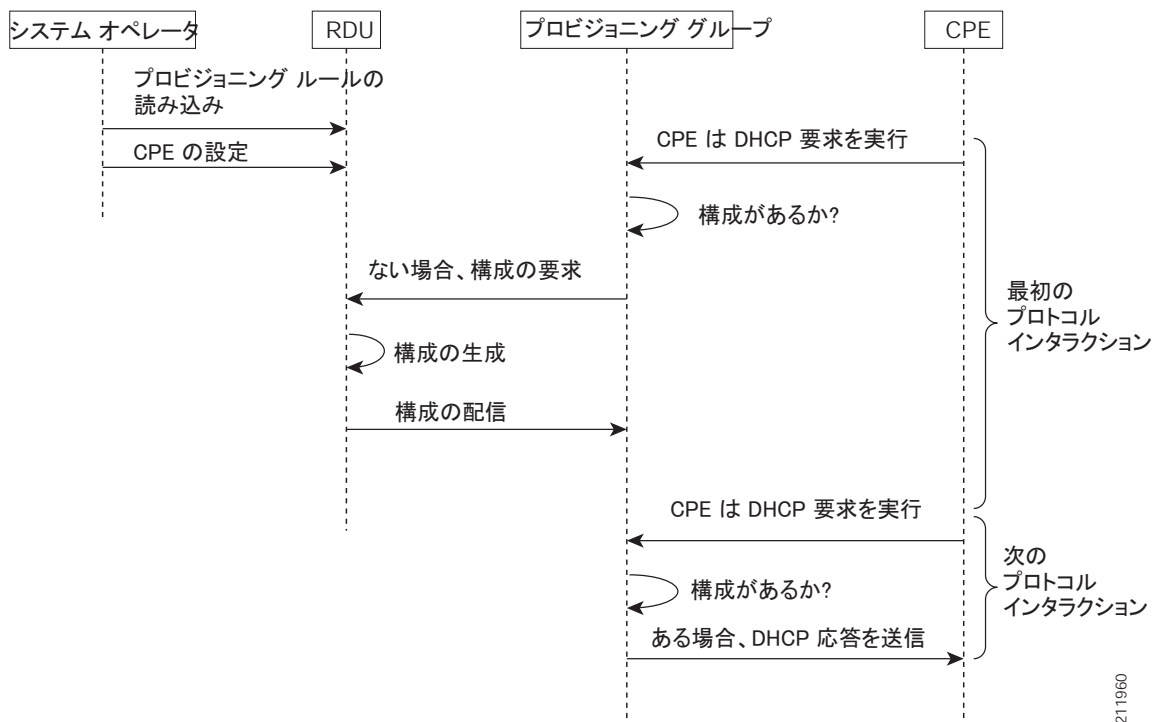 システム オペレータ
RDU
プロビジョニング グループ
CPE
プロビジョニング ルールの
読み込み
CPE は DHCP 要求を実行
CPE の設定
構成があるか?
ない場合、構成の要求
最初の
プロトコル
インタラクション
構成の生成
構成の配信
CPE は DHCP 要求を実行
次の
プロトコル
インタラクション
構成があるか?
ある場合、DHCP 応答を送信
211960